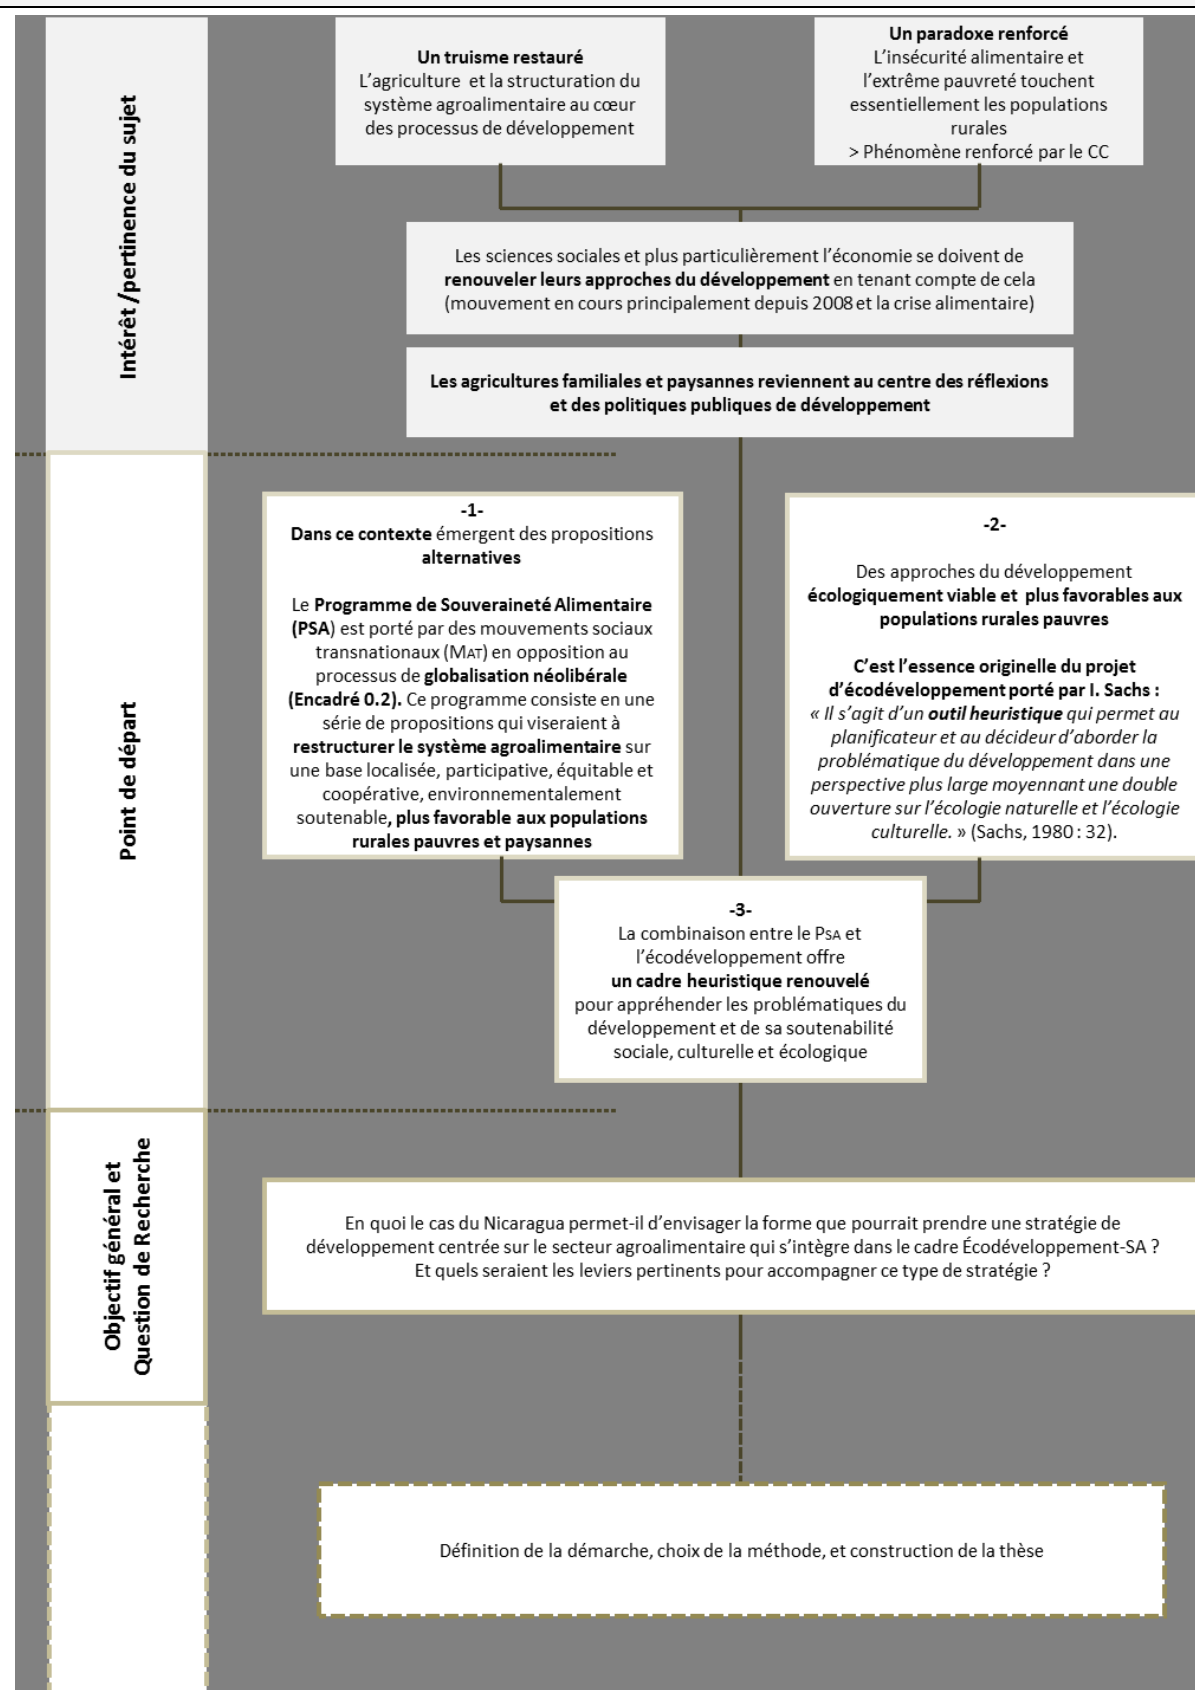 Intérêt /pertinence du sujet
Un truisme restauré
L’agriculture et la structuration du
système agroalimentaire au cœur
des processus de développement
Un paradoxe renforcé
L’insécurité alimentaire et
l’extrême pauvreté touchent
essentiellement les populations
rurales
> Phénomène renforcé par le CC
Les sciences sociales et plus particulièrement l’économie se doivent de
renouveler leurs approches du développement en tenant compte de cela
(mouvement en cours principalement depuis 2008 et la crise alimentaire)
Les agricultures familiales et paysannes reviennent au centre des réflexions
et des politiques publiques de développement
Point de départ
-1-
Dans ce contexte émergent des propositions
alternatives
Le Programme de Souveraineté Alimentaire
(PSA) est porté par des mouvements sociaux
transnationaux (MAT) en opposition au
processus de globalisation néolibérale
(Encadré 0.2). Ce programme consiste en une
série de propositions qui viseraient à
restructurer le système agroalimentaire sur
une base localisée, participative, équitable et
coopérative, environnementalement
soutenable, plus favorable aux populations
rurales pauvres et paysannes
-2-
Des approches du développement
écologiquement viable et plus favorables aux
populations rurales pauvres
C’est l’essence originelle du projet
d’écodéveloppement porté par I. Sachs :
« Il s’agit d’un outil heuristique qui permet au
planificateur et au décideur d’aborder la
problématique du développement dans une
perspective plus large moyennant une double
ouverture sur l’écologie naturelle et l’écologie
culturelle. » (Sachs, 1980 : 32).
-3-
La combinaison entre le PSA et
l’écodéveloppement offre
un cadre heuristique renouvelé
pour appréhender les problématiques du
développement et de sa soutenabilité
sociale, culturelle et écologique
Objectif général et
Question de Recherche
En quoi le cas du Nicaragua permet-il d’envisager la forme que pourrait prendre une stratégie de
développement centrée sur le secteur agroalimentaire qui s’intègre dans le cadre Écodéveloppement-SA ?
Et quels seraient les leviers pertinents pour accompagner ce type de stratégie ?
Définition de la démarche, choix de la méthode, et construction de la thèse